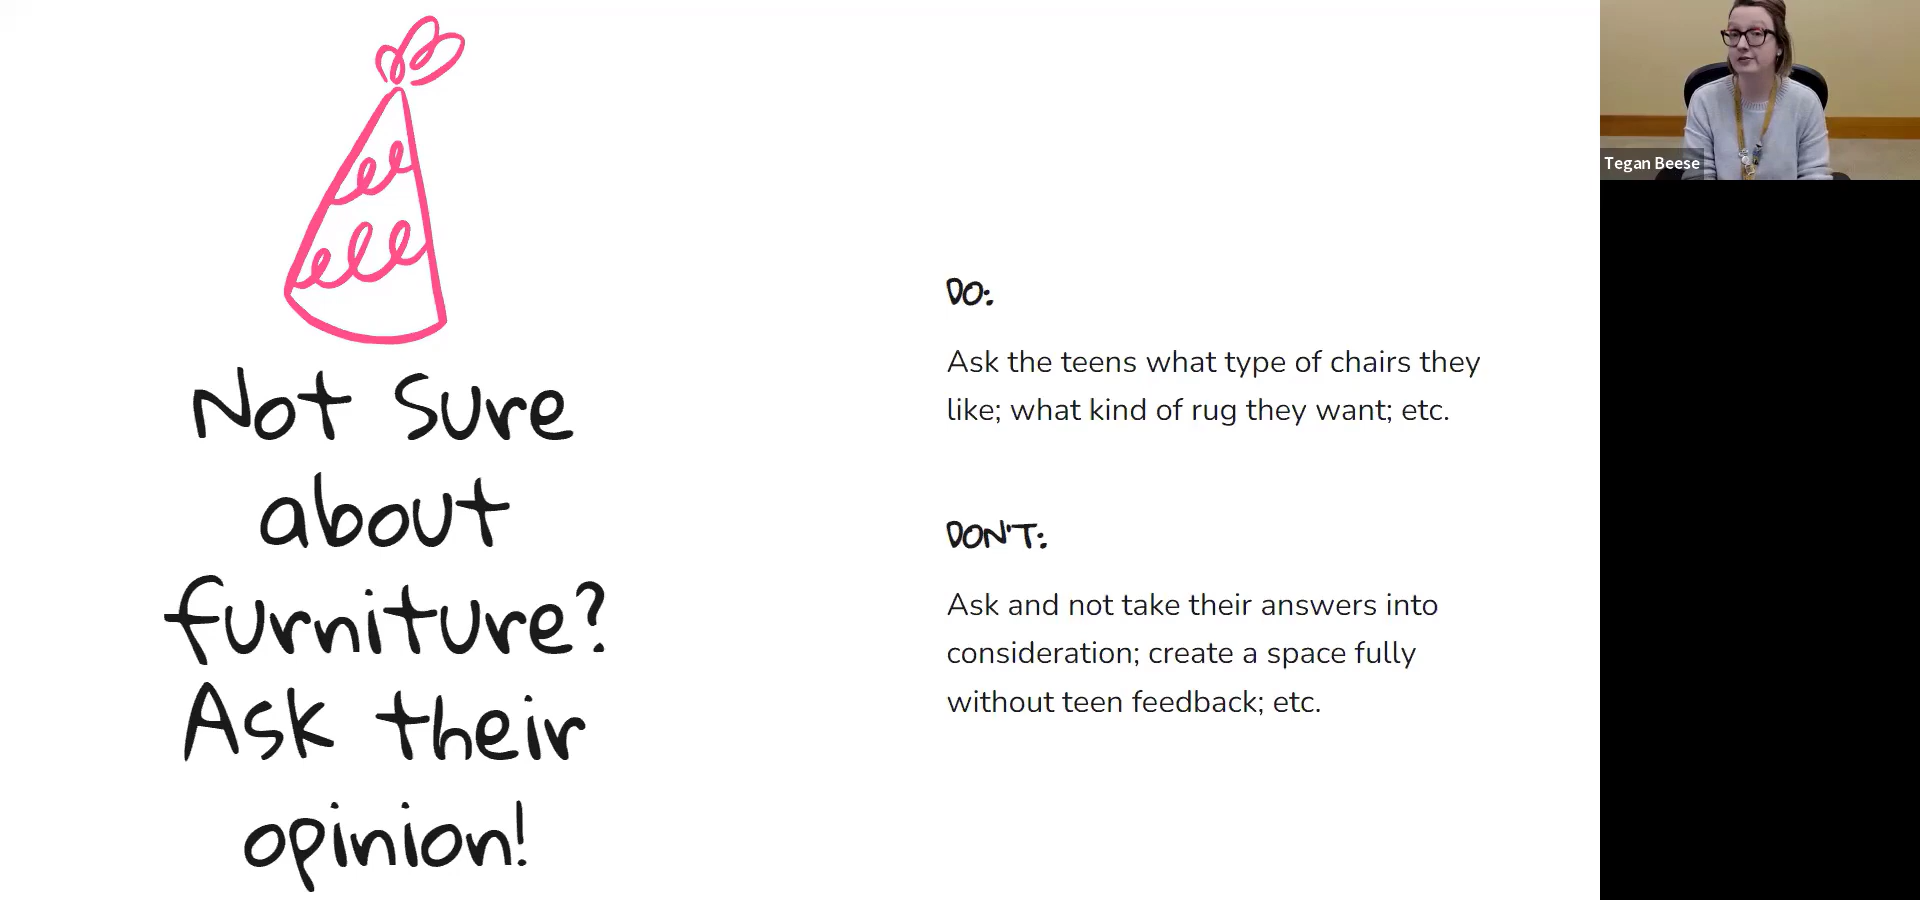 Not sure
about
furniture?
Ask their
opinion!
DO:
Ask the teens what type of chairs they
like; what kind of rug they want; etc.
DON'T:
Ask and not take their answers into
consideration; create a space fully
without teen feedback; etc.
Tegan Beese